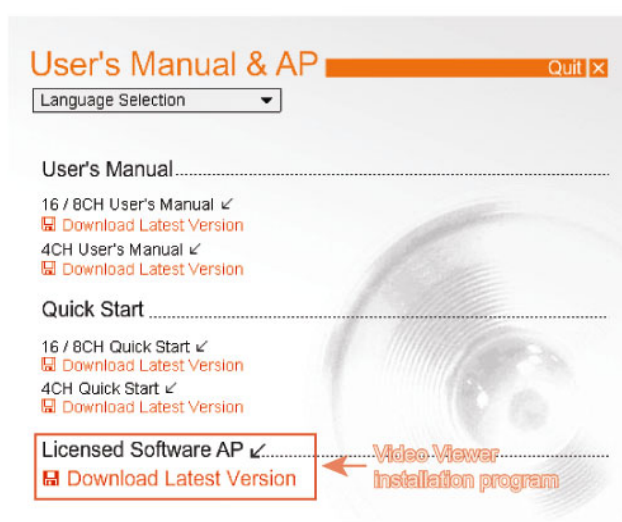 User's Manual & AP
Quit
Language Selection
User's Manual
16 / 8CH User's Manual
Download Latest Version
4CH User's Manual
Download Latest Version
Quick Start
16 / 8CH Quick Start
Download Latest Version
4CH Quick Start
Download Latest Version
Licensed Software AP
Download Latest Version
Video Viewer
installation program